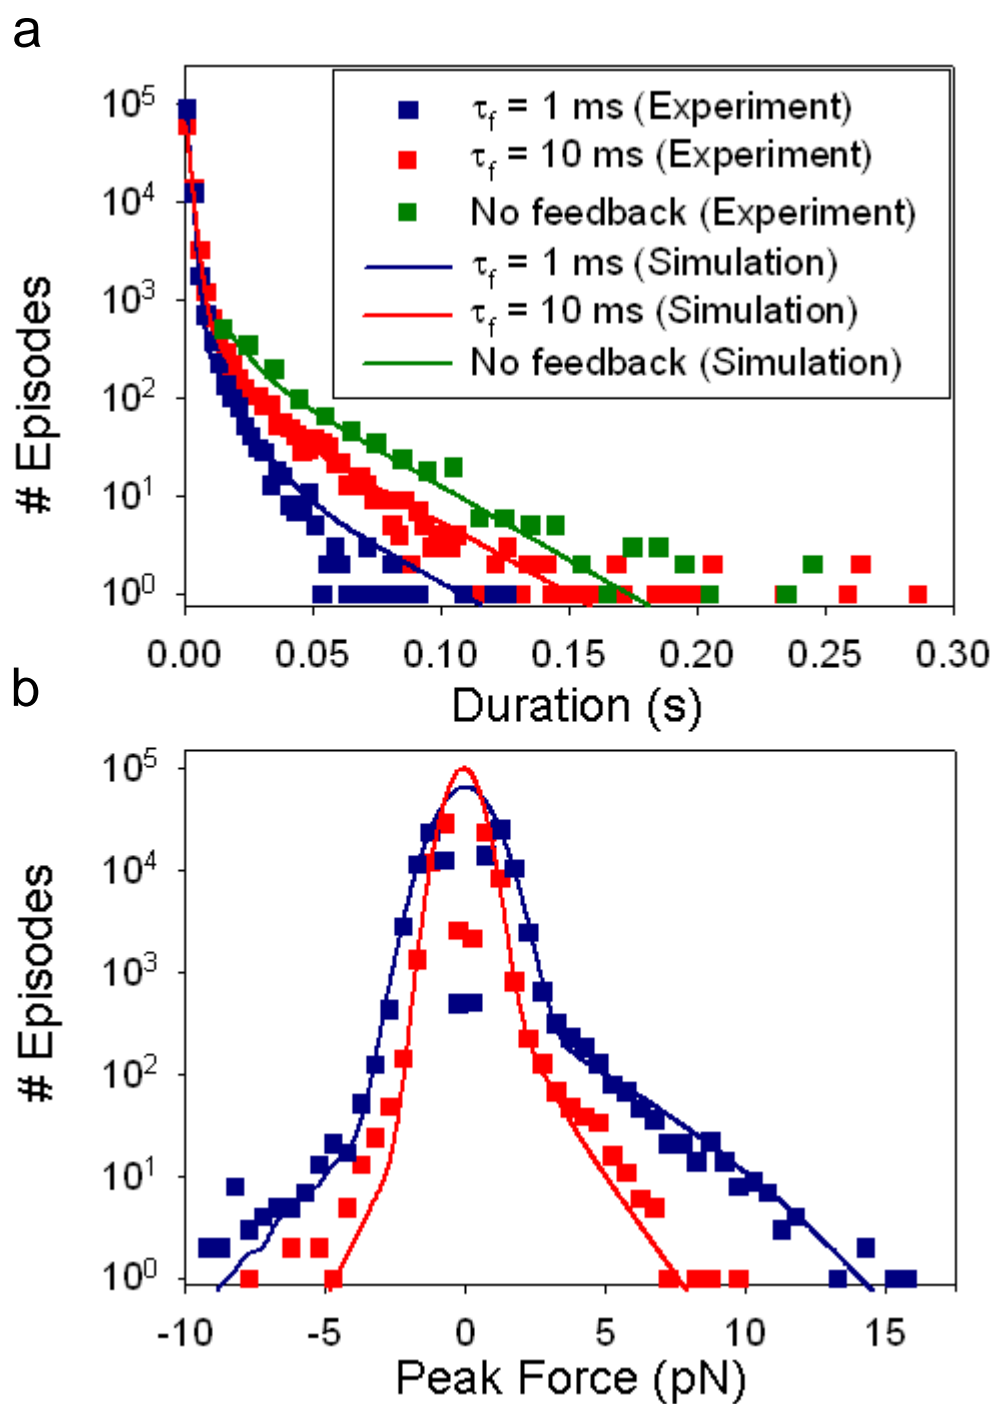 a
10⁵
10⁴
10³
10²
10¹
10⁰
# Episodes
τf = 1 ms (Experiment)
τf = 10 ms (Experiment)
No feedback (Experiment)
τf = 1 ms (Simulation)
τf = 10 ms (Simulation)
No feedback (Simulation)
0.00 0.05 0.10 0.15 0.20 0.25 0.30
Duration (s)
b
10⁵
10⁴
10³
10²
10¹
10⁰
# Episodes
-10 -5 0 5 10 15
Peak Force (pN)